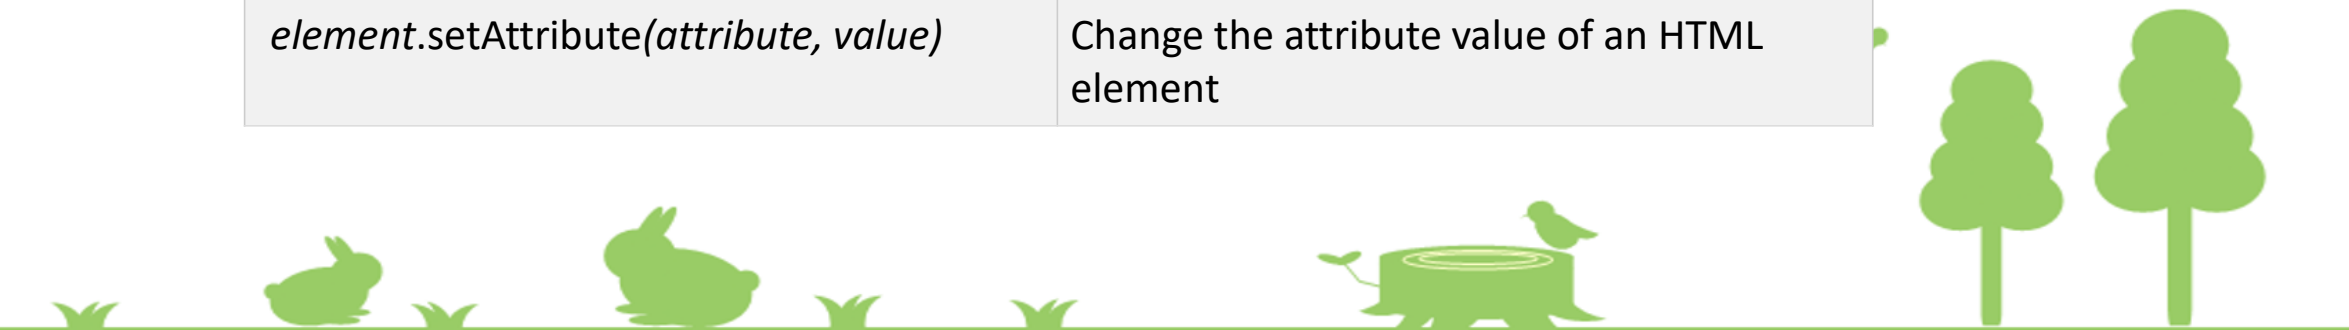 element.setAttribute(attribute, value)
Change the attribute value of an HTML
element